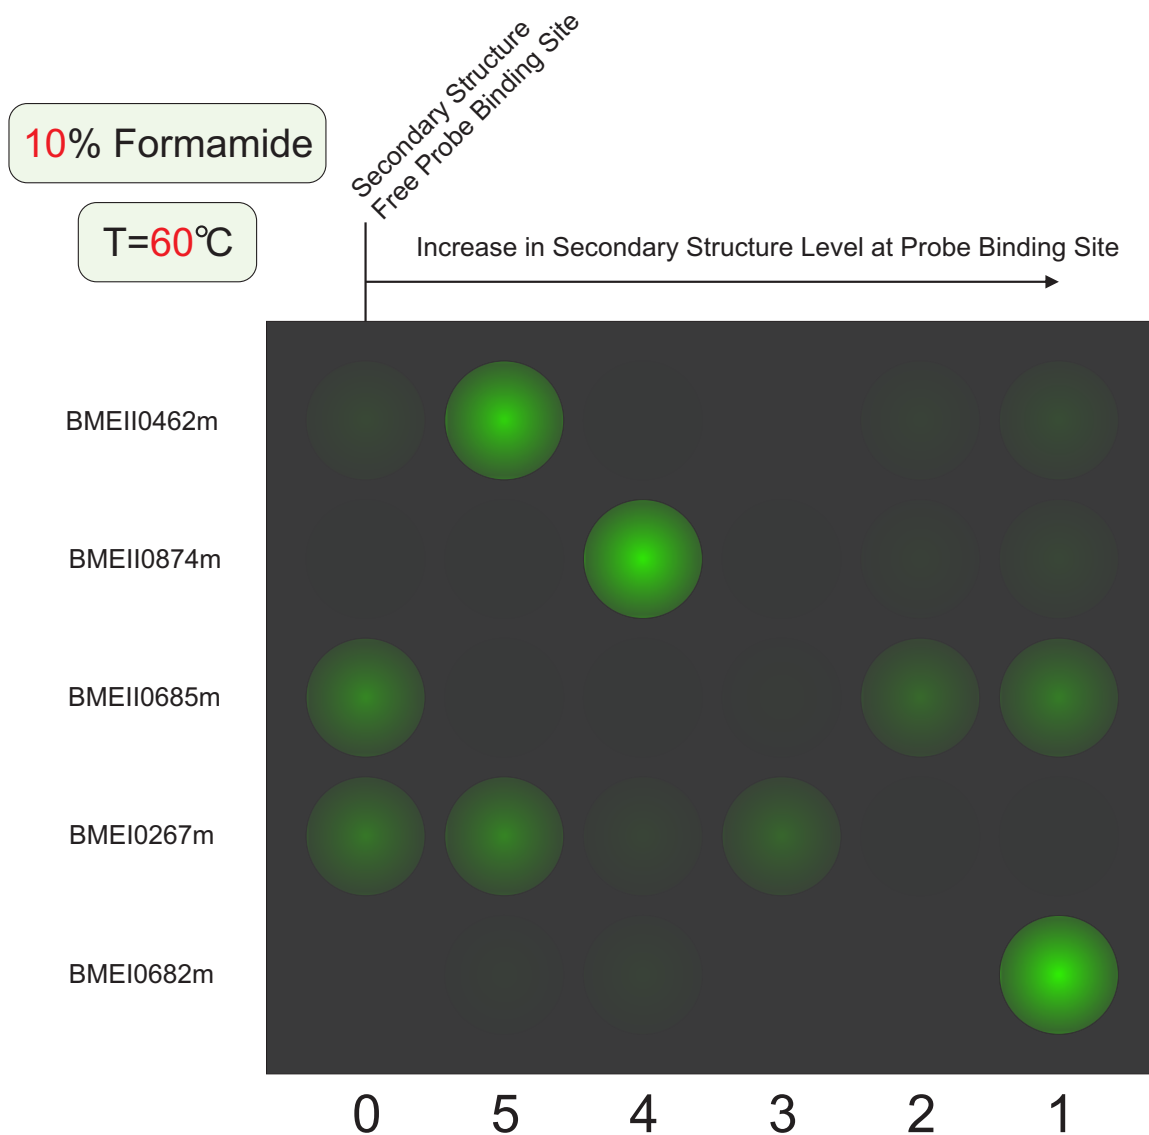 Secondary Structure
Free Probe Binding Site
10% Formamide
T=60°C
Increase in Secondary Structure Level at Probe Binding Site
BMEII0462m
BMEII0874m
BMEII0685m
BMEI0267m
BMEI0682m
0 5 4 3 2 1